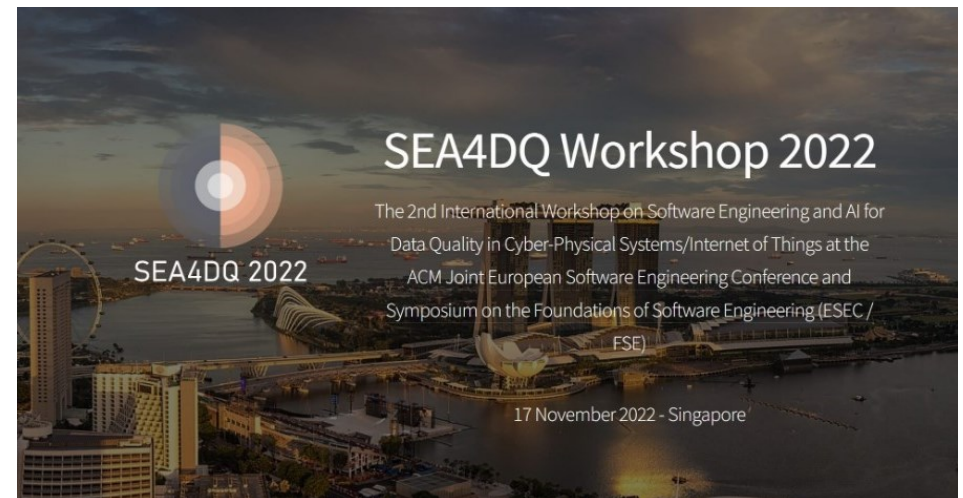 SEA4DQ 2022
SEA4DQ Workshop 2022
The 2nd International Workshop on Software Engineering and AI for
Data Quality in Cyber-Physical Systems/Internet of Things at the
ACM Joint European Software Engineering Conference and
Symposium on the Foundations of Software Engineering (ESEC /
FSE)
17 November 2022 - Singapore